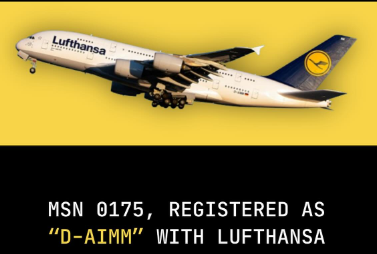 Lufthansa
MSN 0175, REGISTERED AS
“D-AIMM” WITH LUFTHANSA